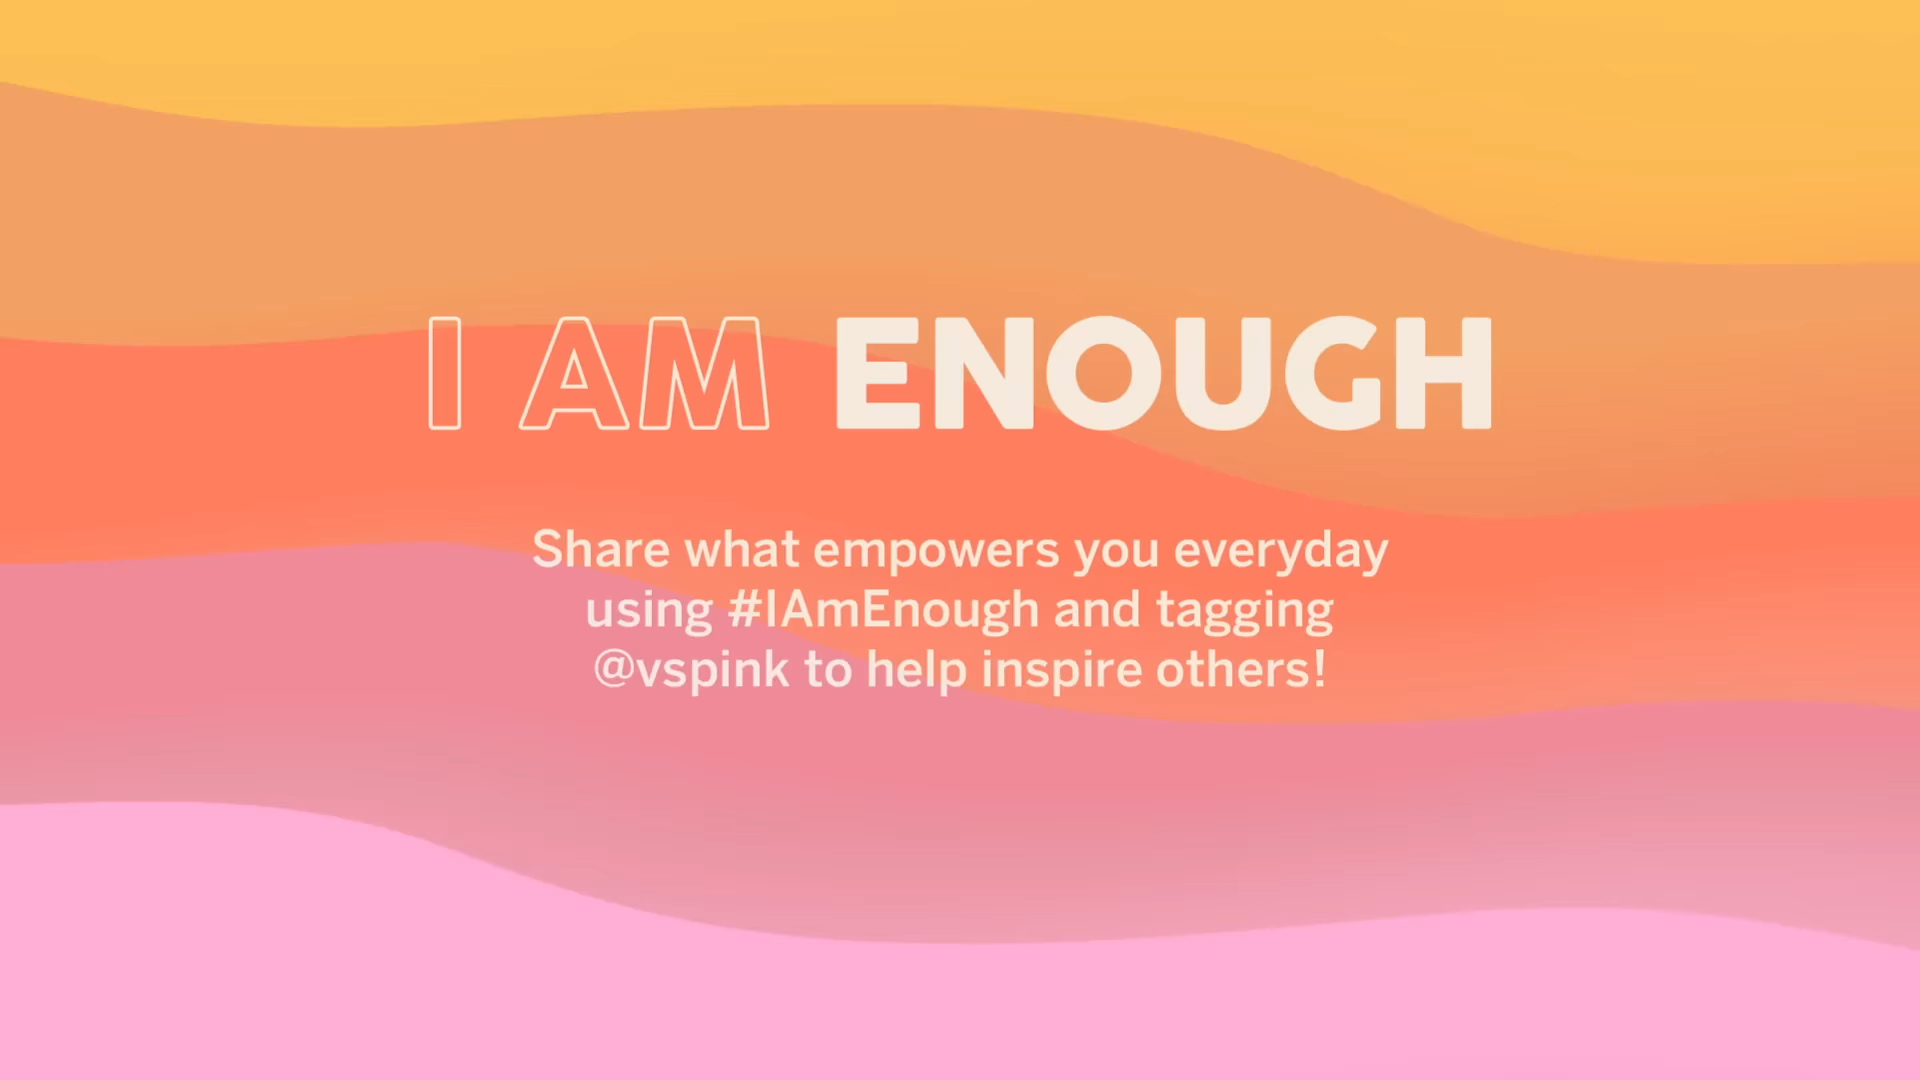 I AM ENOUGH
Share what empowers you everyday
using #IAmEnough and tagging
@vspink to help inspire others!